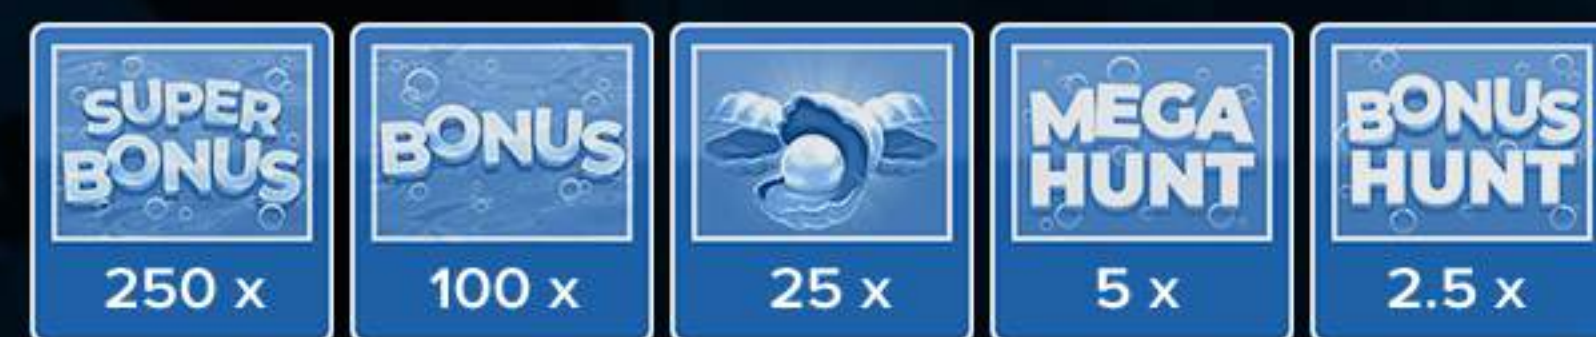 SUPER
BONUS
250 x
BONUS
100 x
25 x
MEGA
HUNT
5 x
BONUS
HUNT
2.5 x